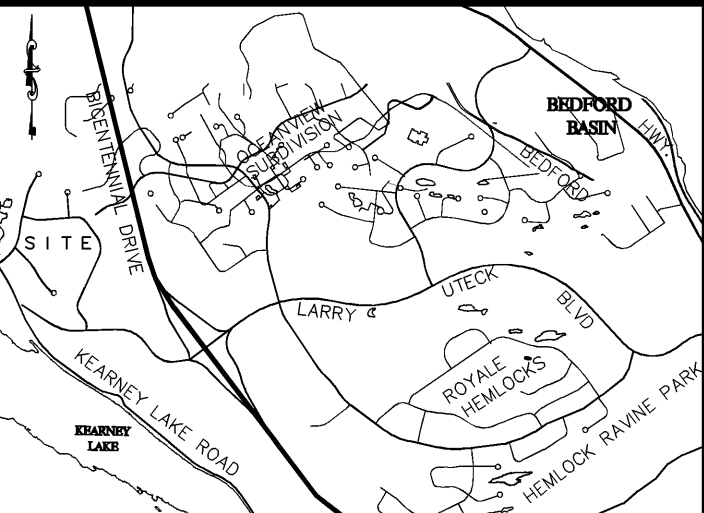 BEDFORD
BASIN
HWY.
BICENTENNIAL DRIVE
OCEANVIEW
SUBDIVISION
BEDFORD
SITE
LARRY
UTECK
BLVD
KEARNEY LAKE ROAD
ROYALE
HEMLOCKS
HEMLOCK RAVINE PARK
KEARNEY
LAKE